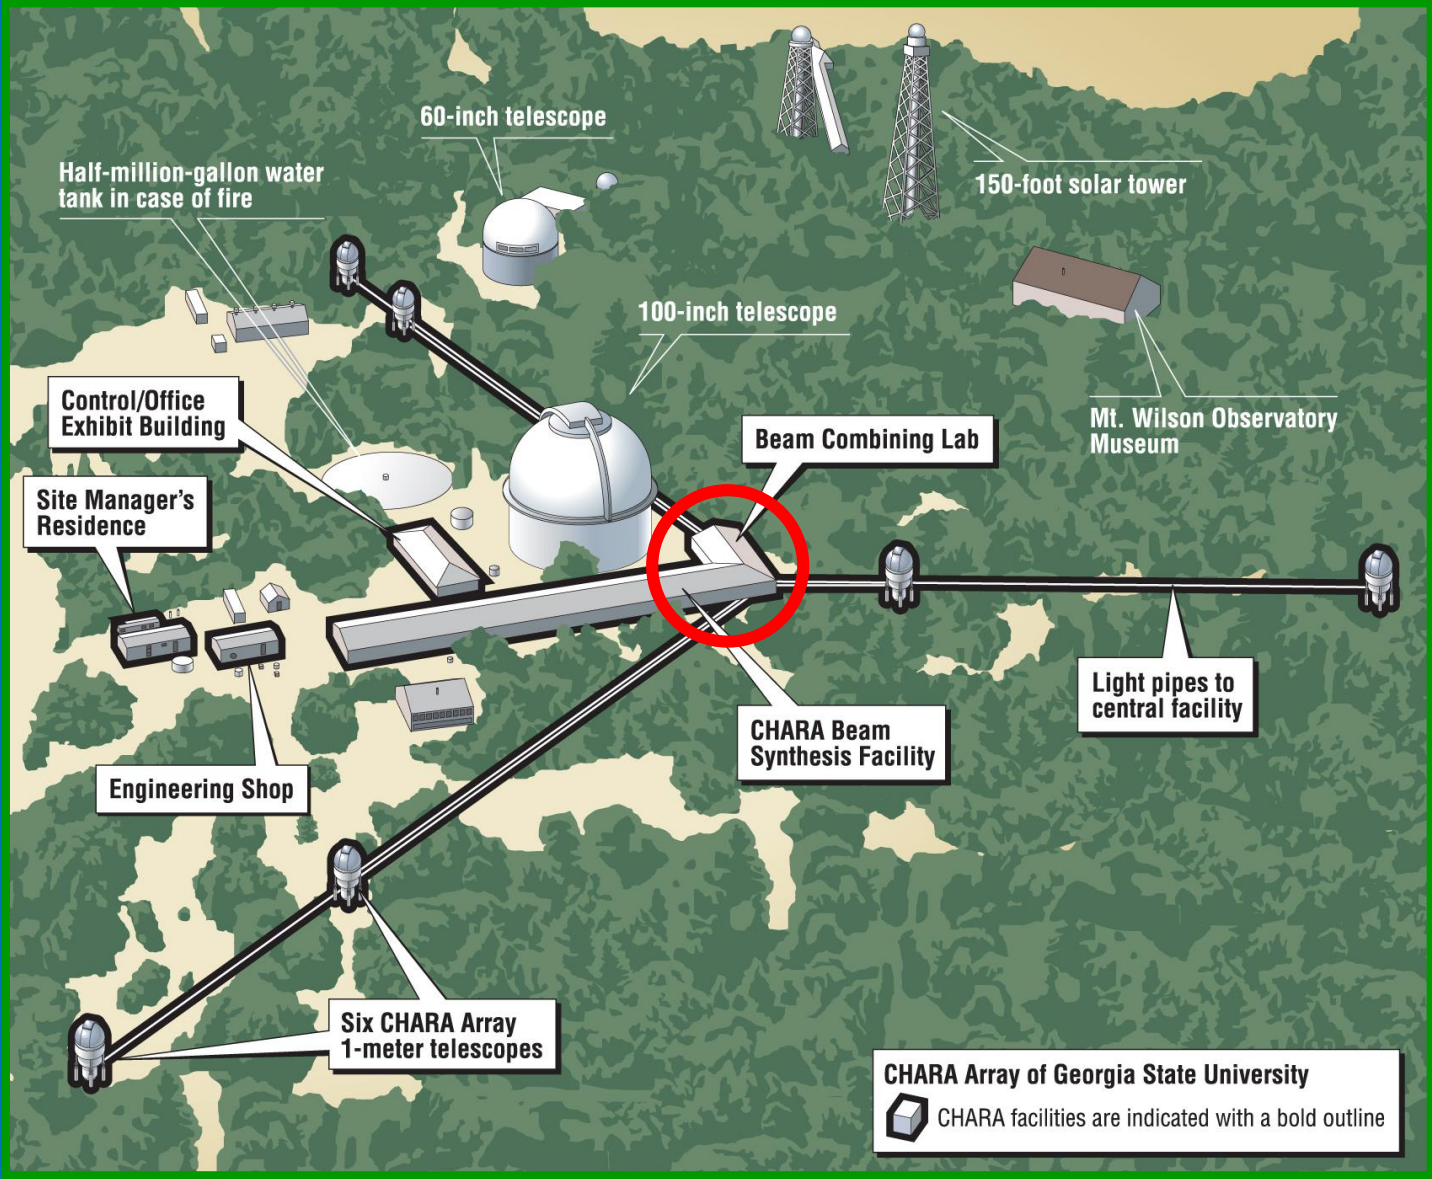 60-inch telescope
Half-million-gallon water
tank in case of fire
150-foot solar tower
100-inch telescope
Control/Office
Exhibit Building
Beam Combining Lab
Mt. Wilson Observatory
Museum
Site Manager's
Residence
Light pipes to
central facility
CHARA Beam
Synthesis Facility
Engineering Shop
Six CHARA Array
1-meter telescopes
CHARA Array of Georgia State University
CHARA facilities are indicated with a bold outline